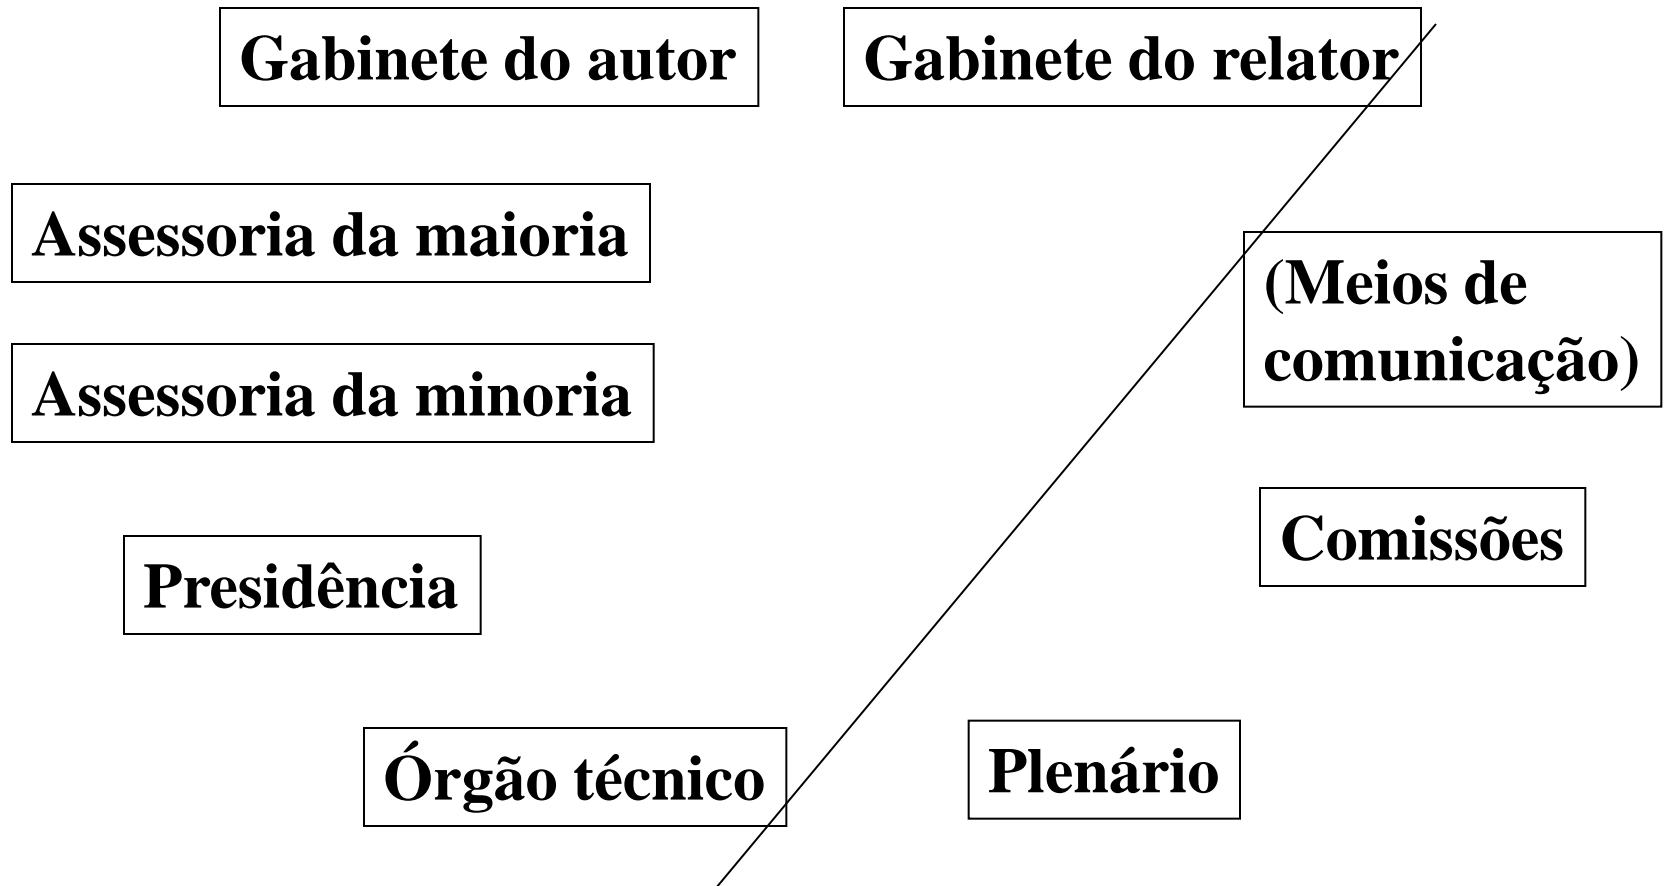 Gabinete do autor
Gabinete do relator
Assessoria da maioria
(Meios de
comunicação)
Assessoria da minoria
Comissões
Presidência
Órgão técnico
Plenário